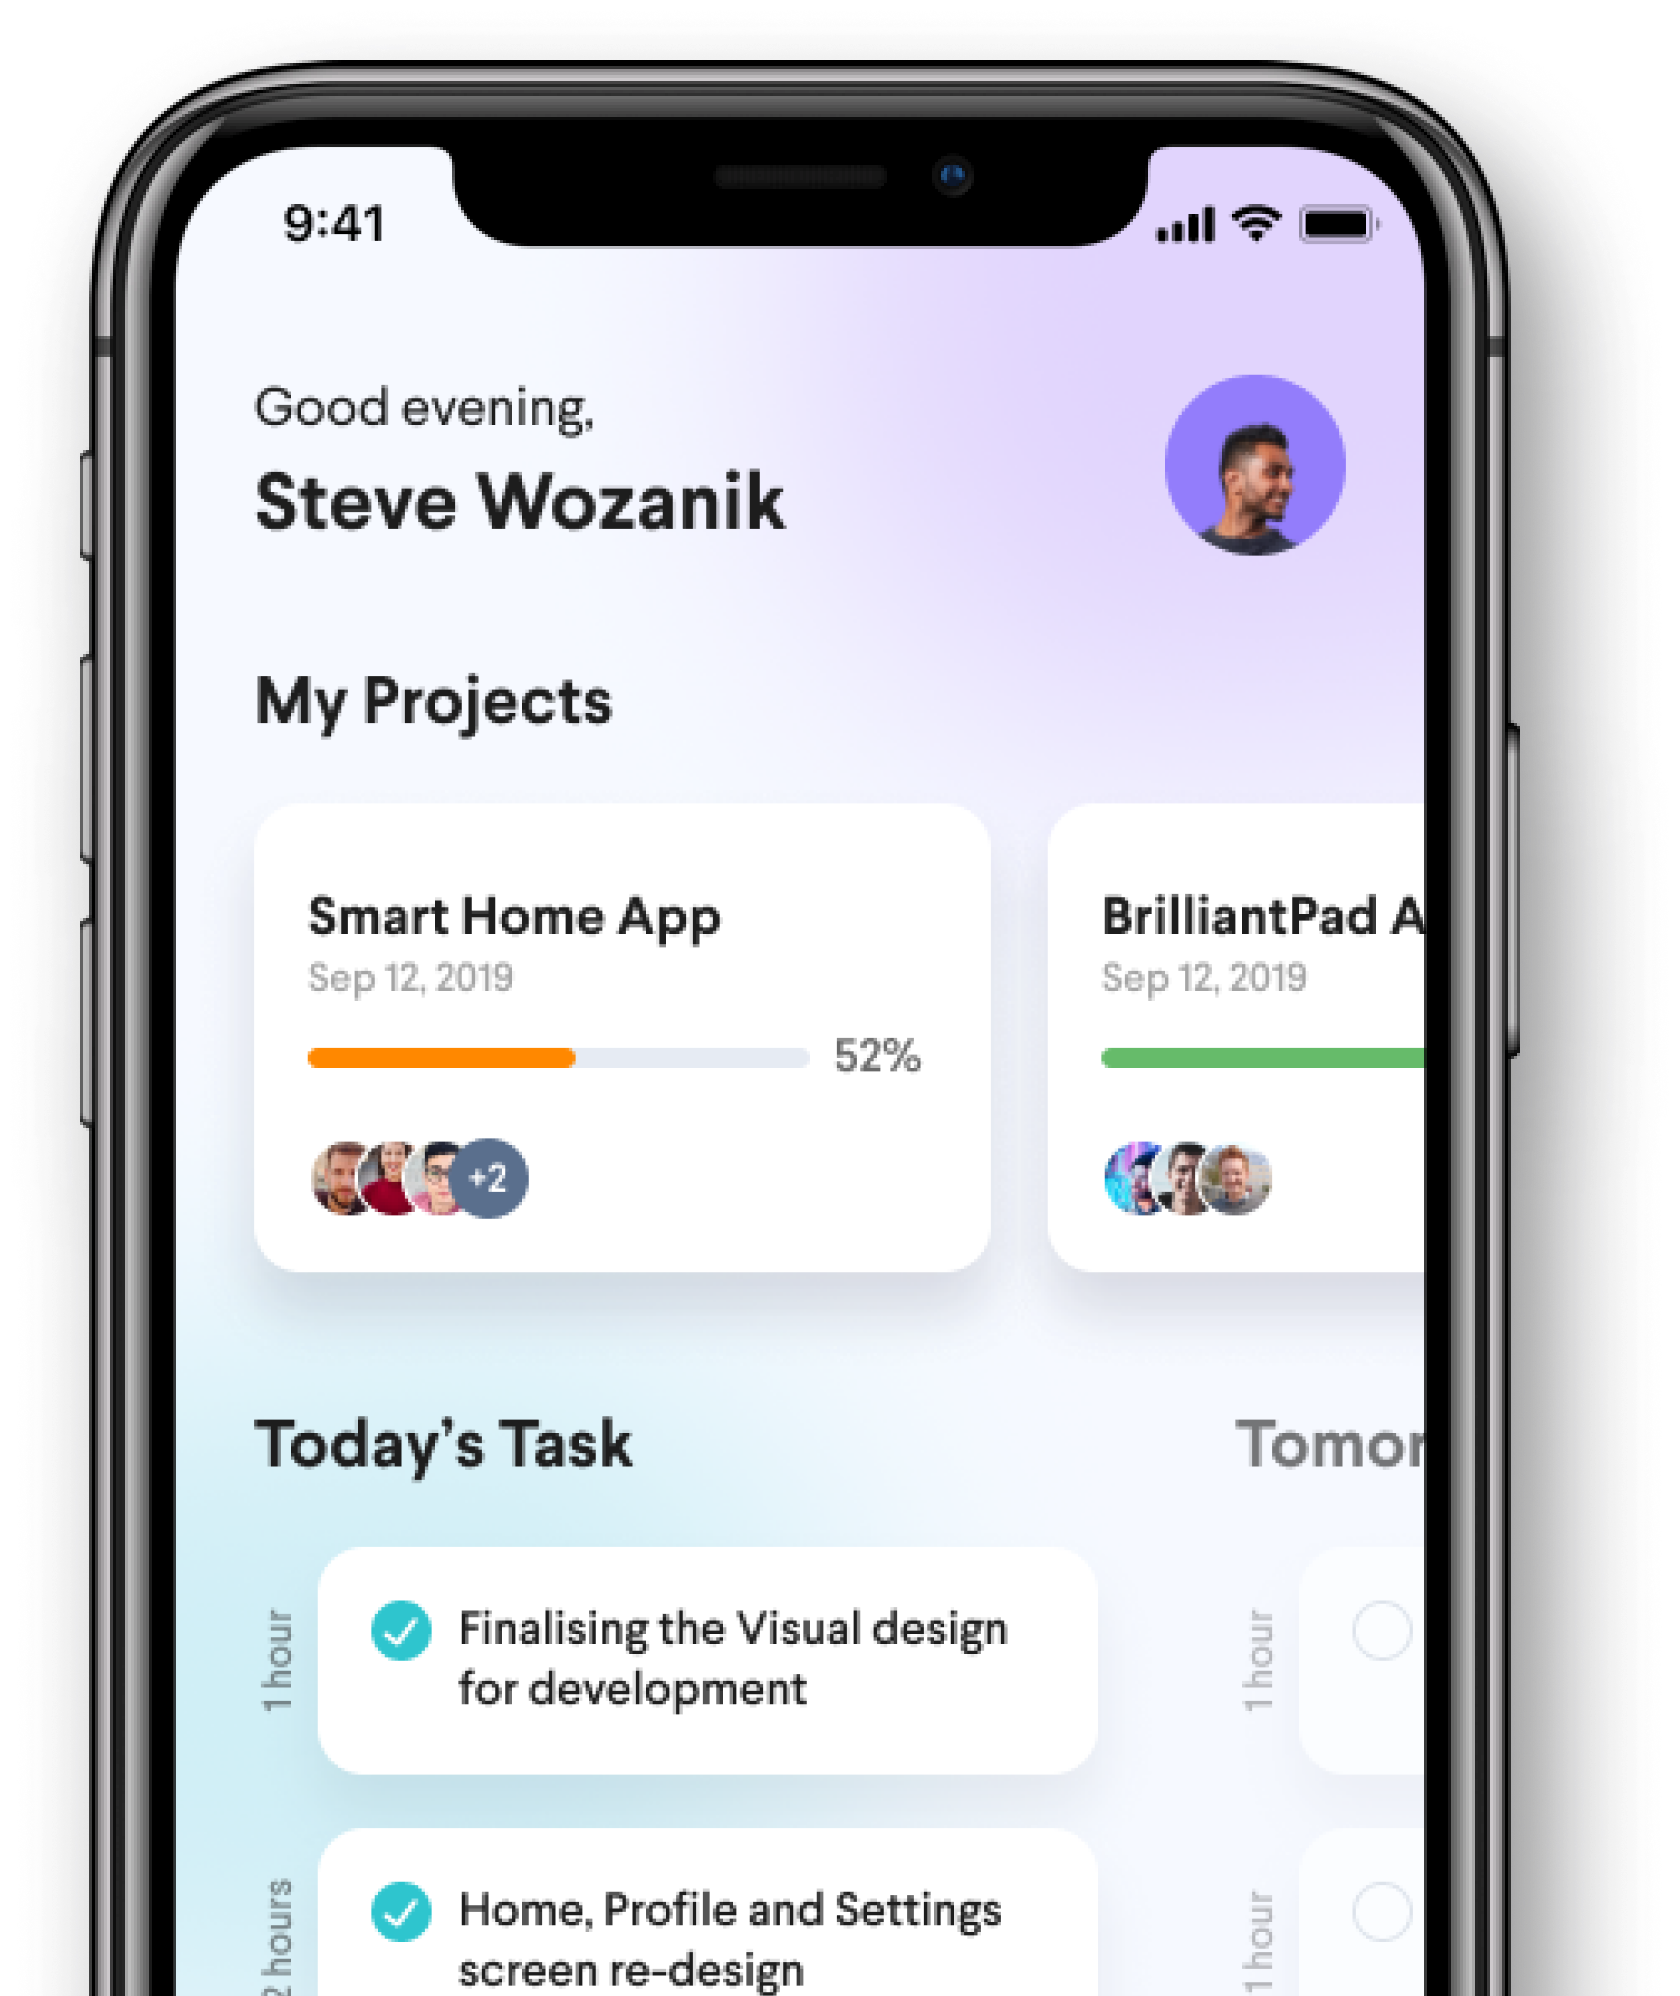 9:41
Good evening,
Steve Wozanik
My Projects
Smart Home App
Sep 12, 2019
52%
+2
BrilliantPad A
Sep 12, 2019
Today's Task
Tomor
1 hour
Finalising the Visual design
for development
1 hour
2 hours
Home, Profile and Settings
screen re-design
1 hour